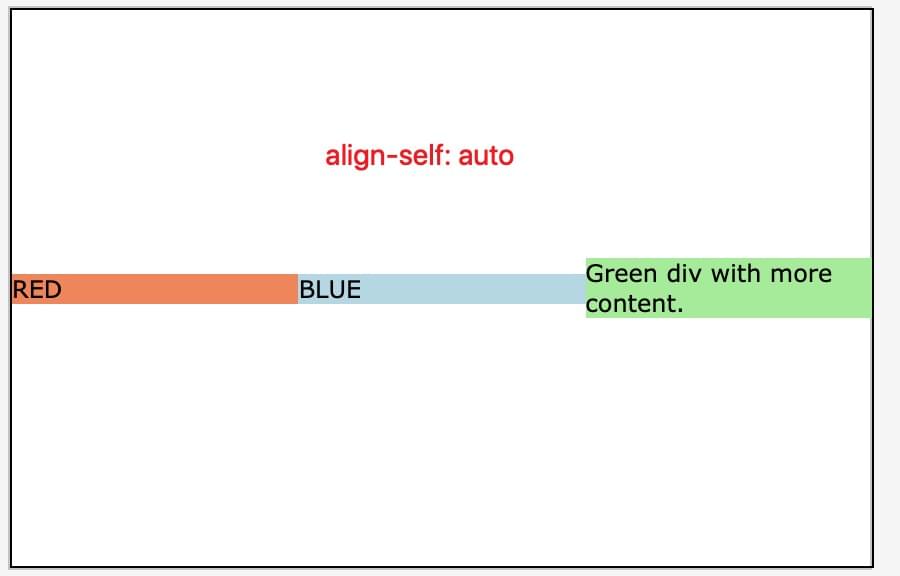 align-self: auto
RED
BLUE
Green div with more
content.